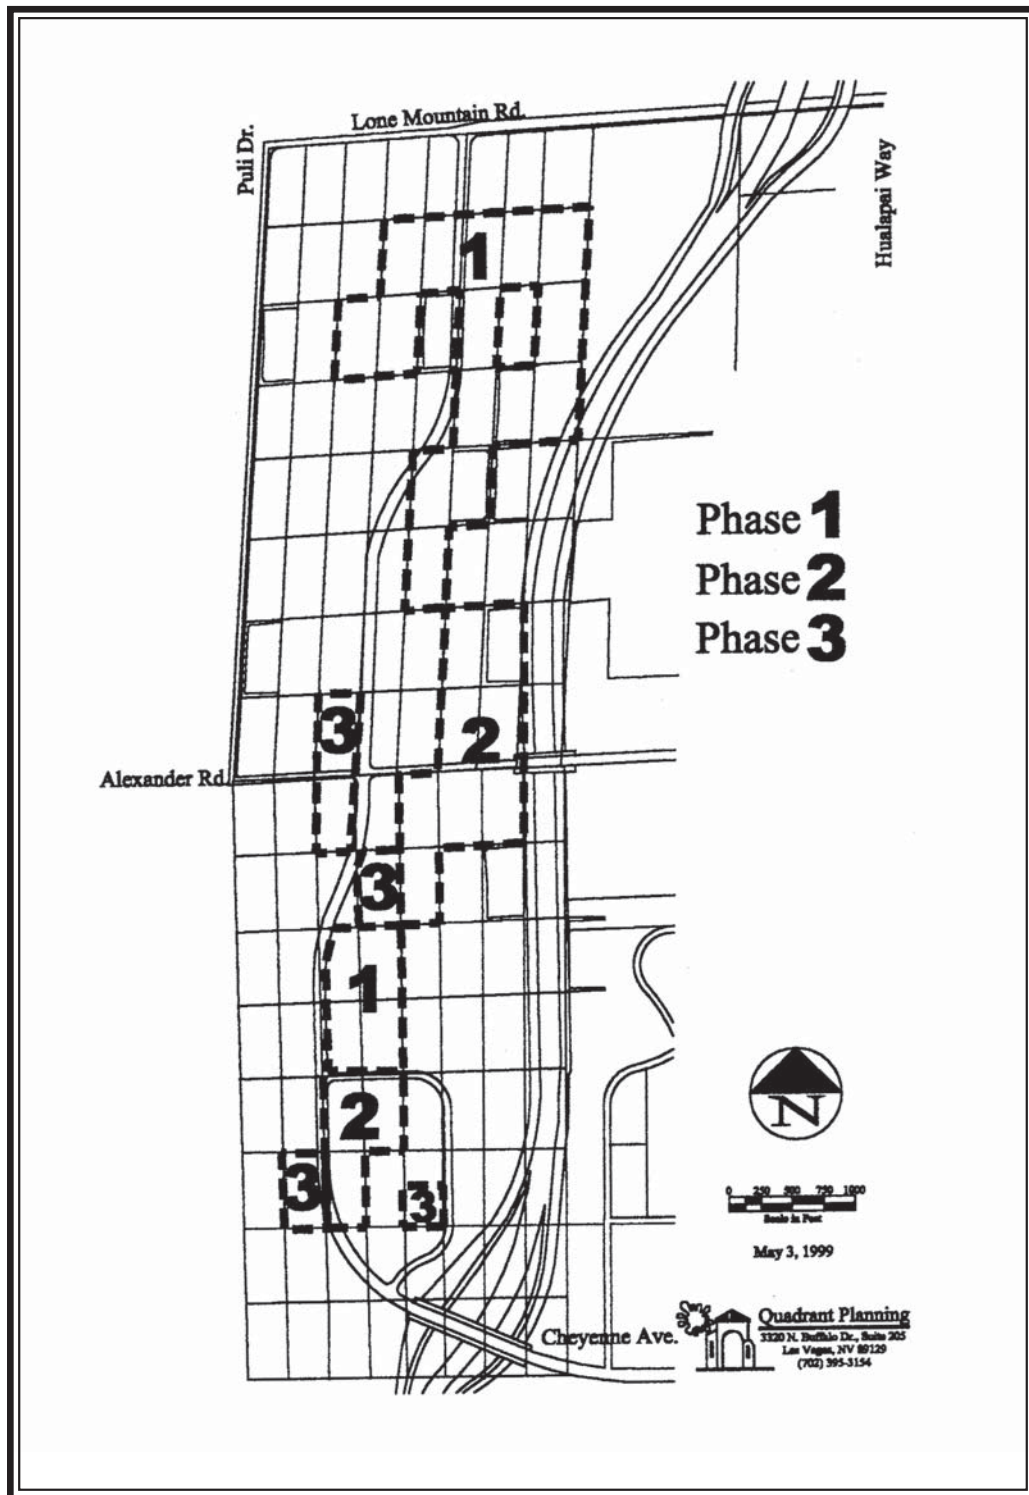 Lone Mountain Rd.
Puli Dr.
Hualapai Way
1
Phase 1
Phase 2
Phase 3
3
2
Alexander Rd.
3
1
2
3
3
N
0 250 500 750 1000
Scale in Feet
May 3, 1999
Cheyenne Ave.
Quadrant Planning
3320 N. Buffalo Dr., Suite 205
Las Vegas, NV 89129
(702) 395-3154